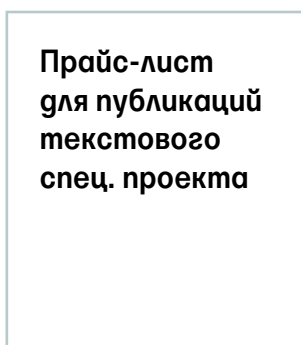 Прайс-лист
для публикаций
текстового
спец. проекта